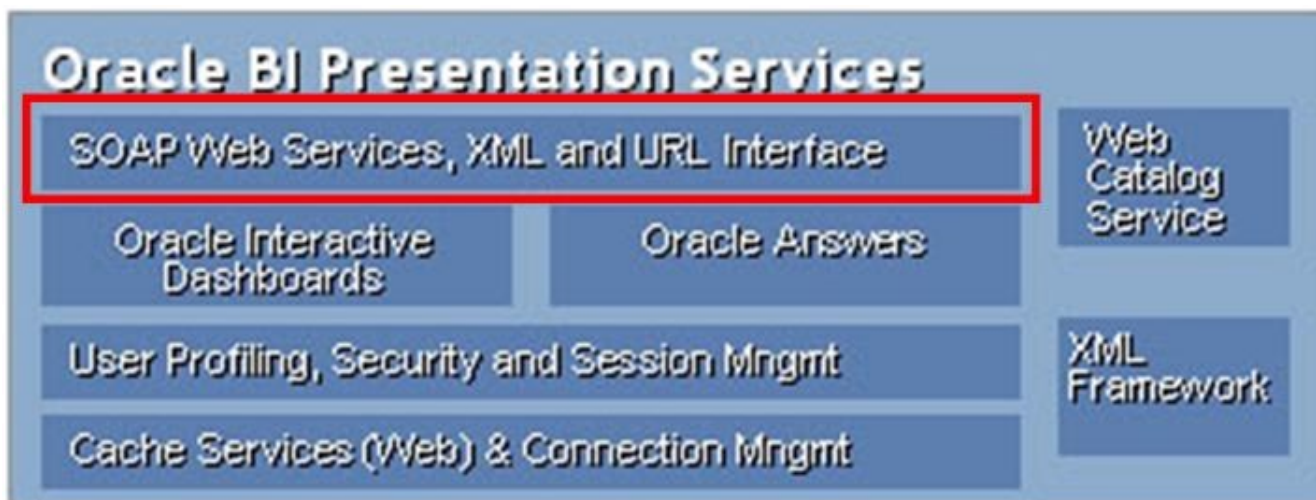 Oracle BI Presentation Services
SOAP Web Services, XML and URL Interface
Web
Catalog
Service
Oracle Interactive
Dashboards
Oracle Answers
User Profiling, Security and Session Mngmt
XML
Framework
Cache Services (Web) & Connection Mngmt